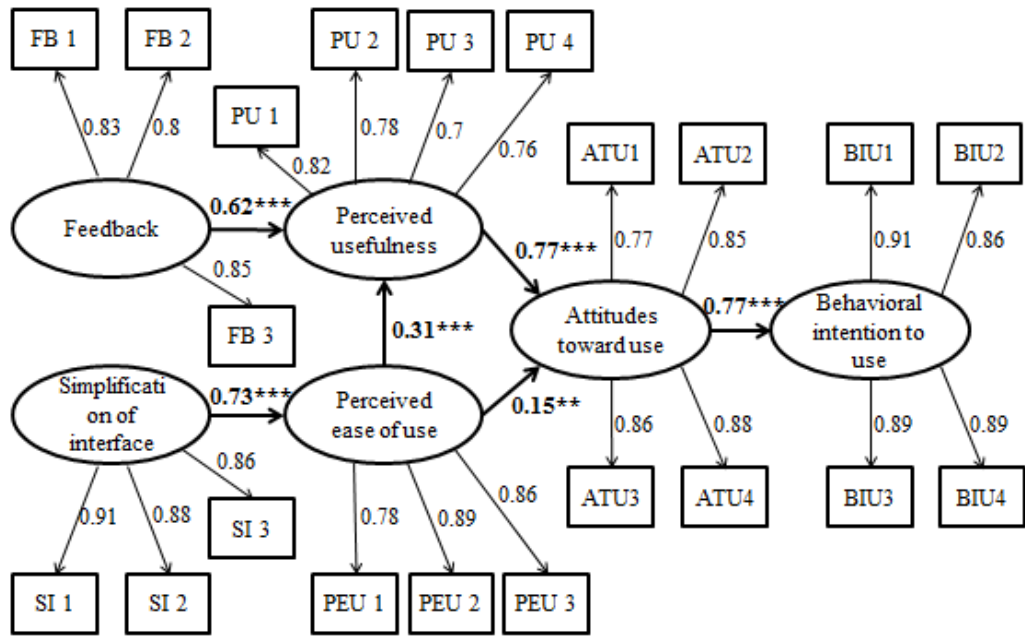 FB 1
FB 2
PU 2
PU 3
PU 4
0.83
0.8
PU 1
0.78
0.7
0.76
0.82
ATU1
ATU2
BIU1
BIU2
Feedback
0.62***
Perceived
usefulness
0.77
0.85
0.91
0.86
0.85
0.77***
FB 3
0.31***
Attitudes
toward use
0.77***
Behavioral
intention to
use
Simplificati
on of
interface
0.73***
Perceived
ease of use
0.15**
0.86
0.88
0.89
0.89
0.86
SI 3
ATU3
ATU4
BIU3
BIU4
0.91
0.88
0.78
0.89
0.86
SI 1
SI 2
PEU 1
PEU 2
PEU 3